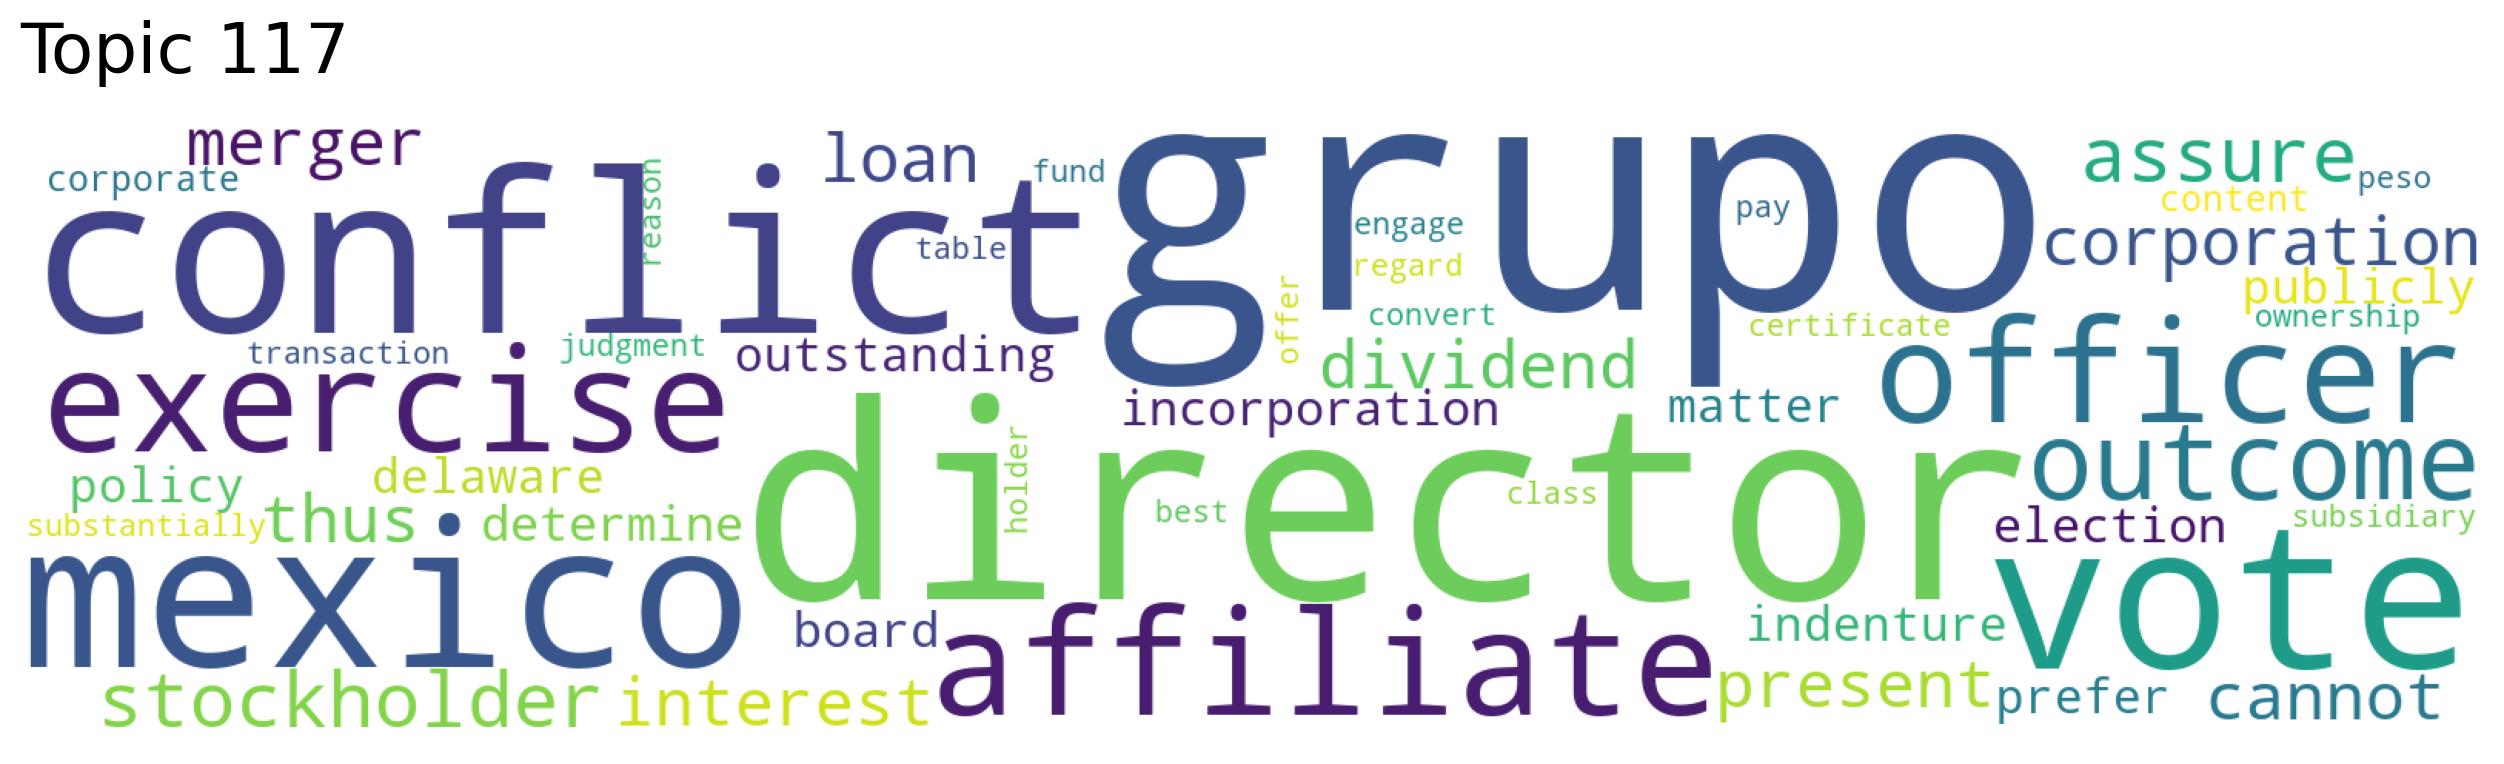 Topic 117
merger
corporate
conflict
reason
loan
fund
table
grupo
engage
regard
offer
convert
pay
assure
peso
content
corporation
publicly
ownership
certificate
transaction
judgment
outstanding
dividend
exercise
incorporation
matter
officer
policy
delaware
substantially
thus
determine
director
holder
best
class
outcome
election
subsidiary
mexico
board
affiliate
indenture
vote
stockholder
interest
present
prefer
cannot